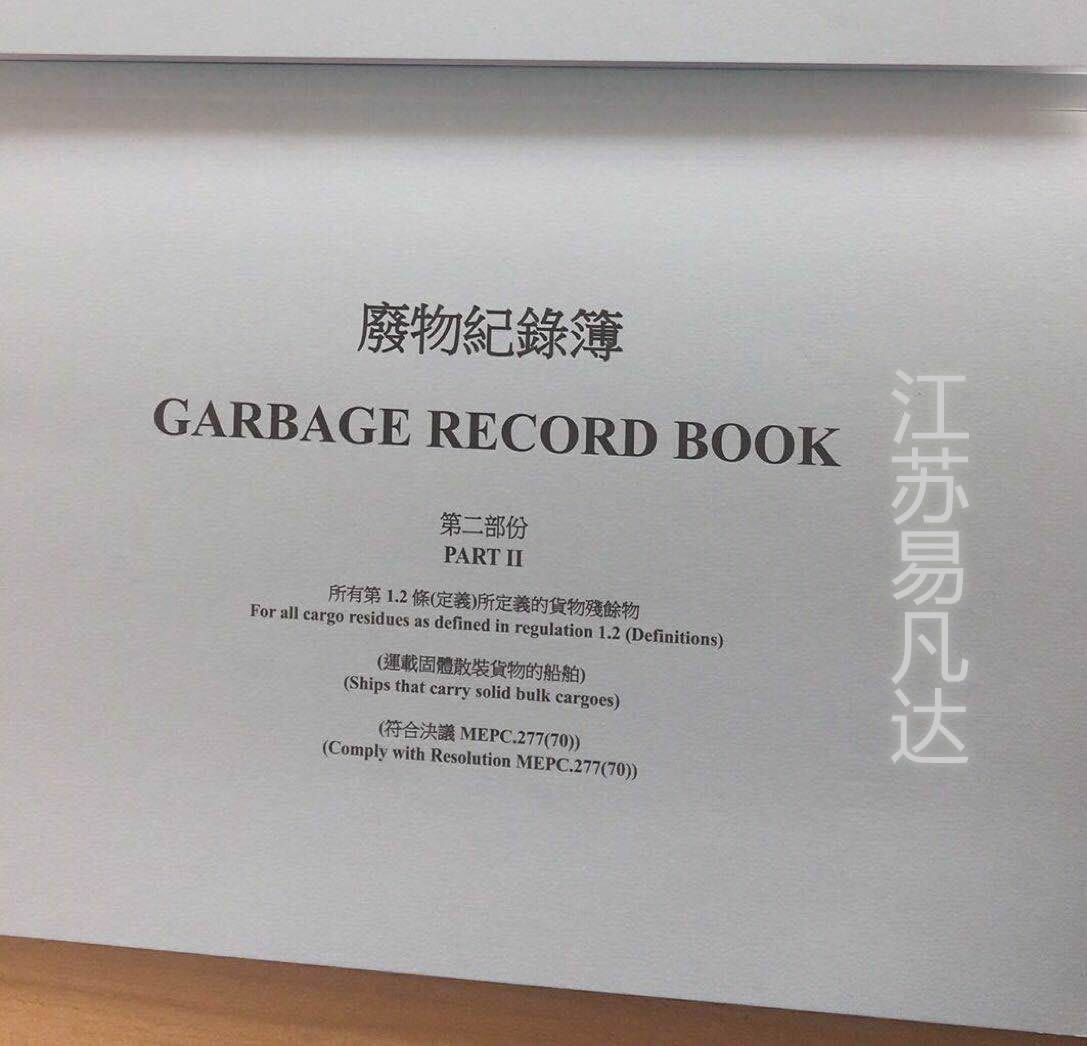 廢物紀錄簿
GARBAGE RECORD BOOK
第二部份
PART II
所有第 1.2 條(定義)所定義的貨物殘餘物
For all cargo residues as defined in regulation 1.2 (Definitions)
(運載固體散裝貨物的船舶)
(Ships that carry solid bulk cargoes)
(符合決議 MEPC.277(70))
(Comply with Resolution MEPC.277(70))
江苏易凡达